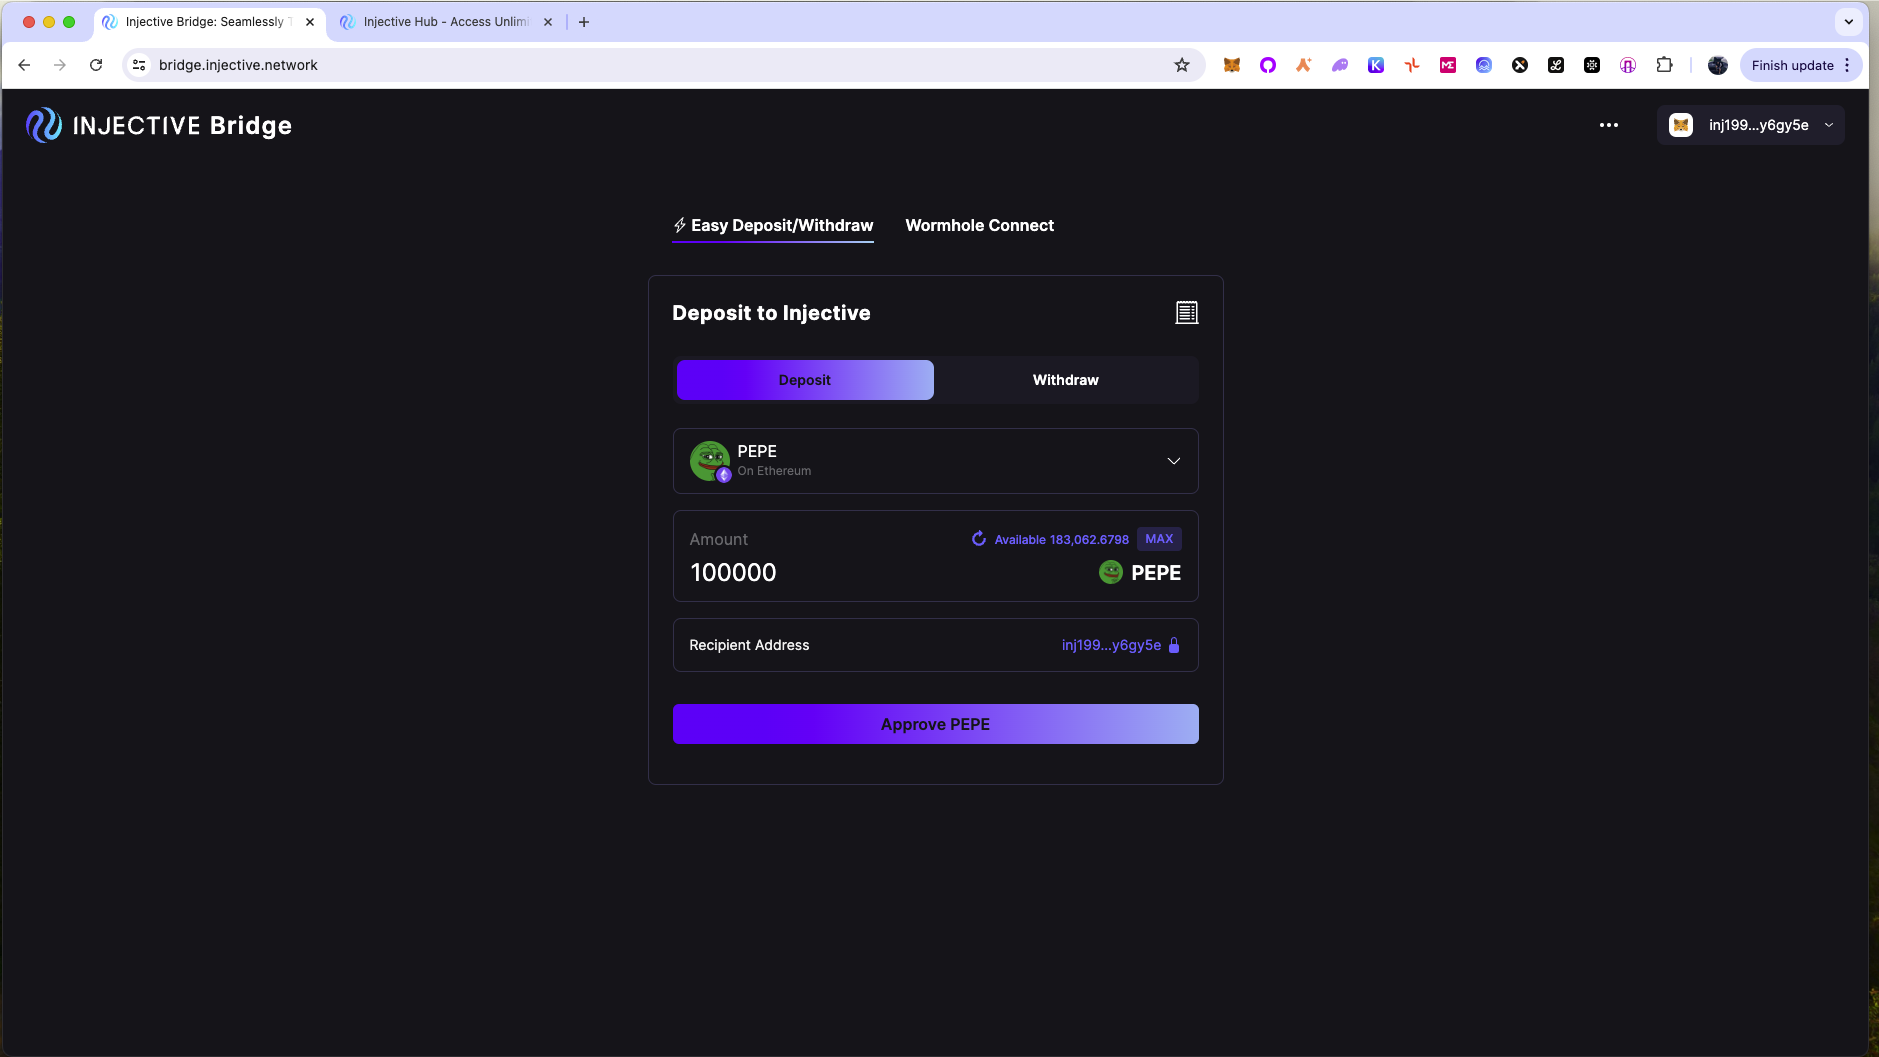 Injective Bridge: Seamlessly T
Injective Hub - Access Unlimi
bridge.injective.network
Finish update
INJECTIVE Bridge
inj199...y6gy5e
Easy Deposit/Withdraw
Wormhole Connect
Deposit to Injective
Deposit
Withdraw
PEPE
On Ethereum
Amount
Available 183,062.6798
MAX
100000
PEPE
Recipient Address
inj199...y6gy5e
Approve PEPE